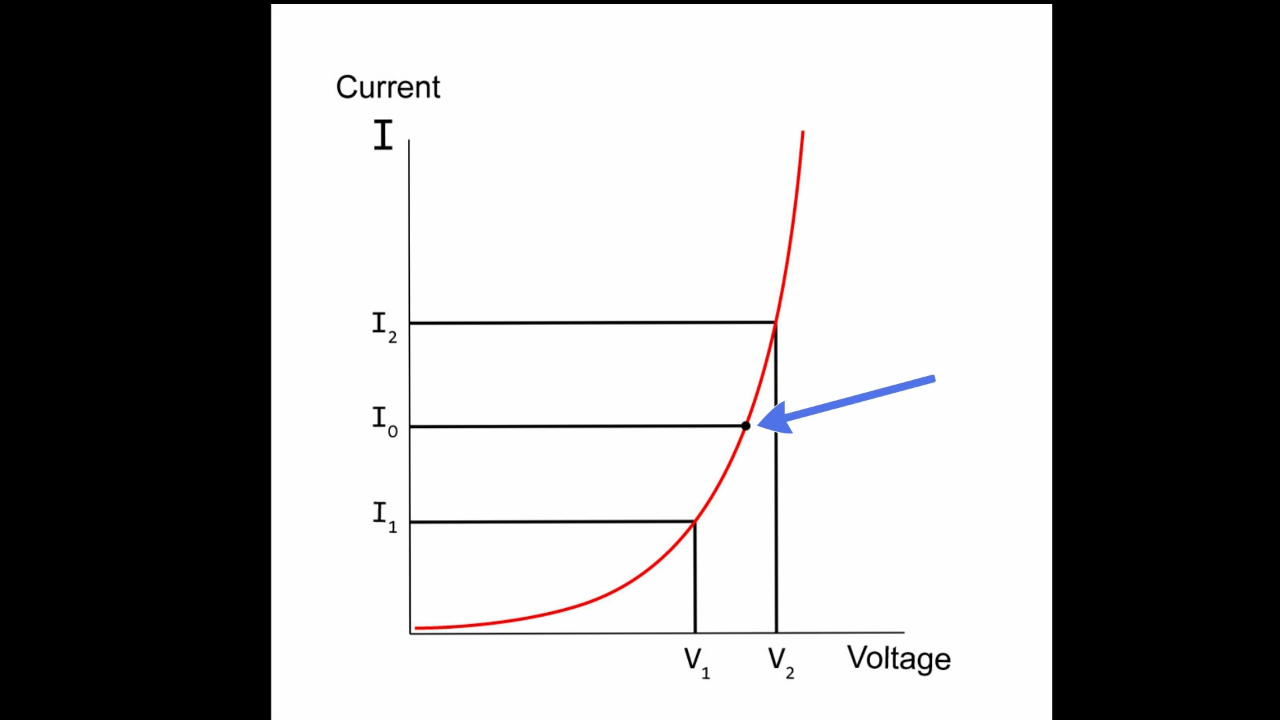 Current
I
I₂
I₀
I₁
V₁ V₂ Voltage